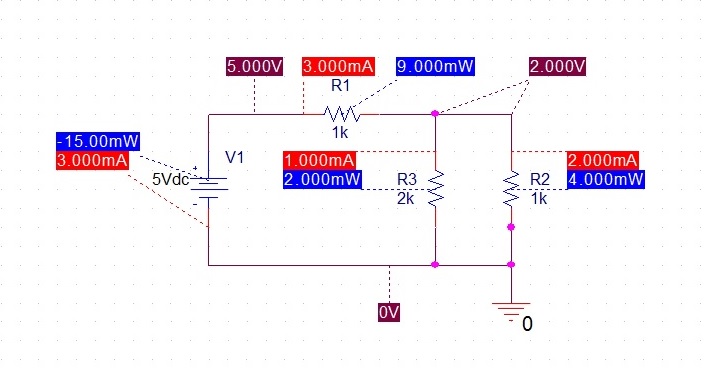 5.000V 3.000mA 9.000mW 2.000V
R1
1k
-15.00mW
3.000mA
V1
5Vdc
+
-
1.000mA
2.000mW
R3
2k
2.000mA
4.000mW
R2
1k
0V
0